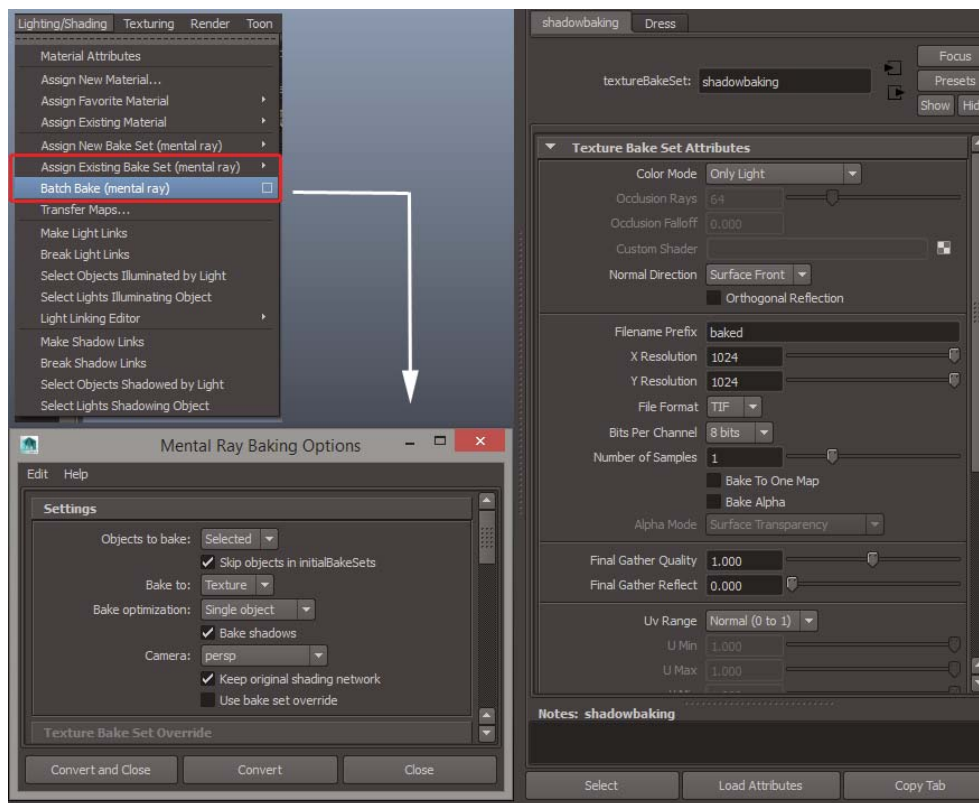 Lighting/Shading Texturing Render Toon
Material Attributes
Assign New Material...
Assign Favorite Material
Assign Existing Material
Assign New Bake Set (mental ray)
Assign Existing Bake Set (mental ray)
Batch Bake (mental ray)
Transfer Maps...
Make Light Links
Break Light Links
Select Objects Illuminated by Light
Select Lights Illuminating Object
Light Linking Editor
Make Shadow Links
Break Shadow Links
Select Objects Shadowed by Light
Select Lights Shadowing Object
Mental Ray Baking Options
Edit Help
Settings
Objects to bake: Selected
Skip objects in initialBakeSets
Bake to: Texture
Bake optimization: Single object
Bake shadows
Camera: persp
Keep original shading network
Use bake set override
Texture Bake Set Override
Convert and Close Convert Close
shadowbaking Dress
Focus
textureBakeSet: shadowbaking
Presets
Show Hid
Texture Bake Set Attributes
Color Mode Only Light
Occlusion Rays 64
Occlusion Falloff 0.000
Custom Shader
Normal Direction Surface Front
Orthogonal Reflection
Filename Prefix baked
X Resolution 1024
Y Resolution 1024
File Format TIF
Bits Per Channel 8 bits
Number of Samples 1
Bake To One Map
Bake Alpha
Alpha Mode Surface Transparency
Final Gather Quality 1.000
Final Gather Reflect 0.000
Uv Range Normal (0 to 1)
U Min 1.000
U Max 1.000
Notes: shadowbaking
Select Load Attributes Copy Tab